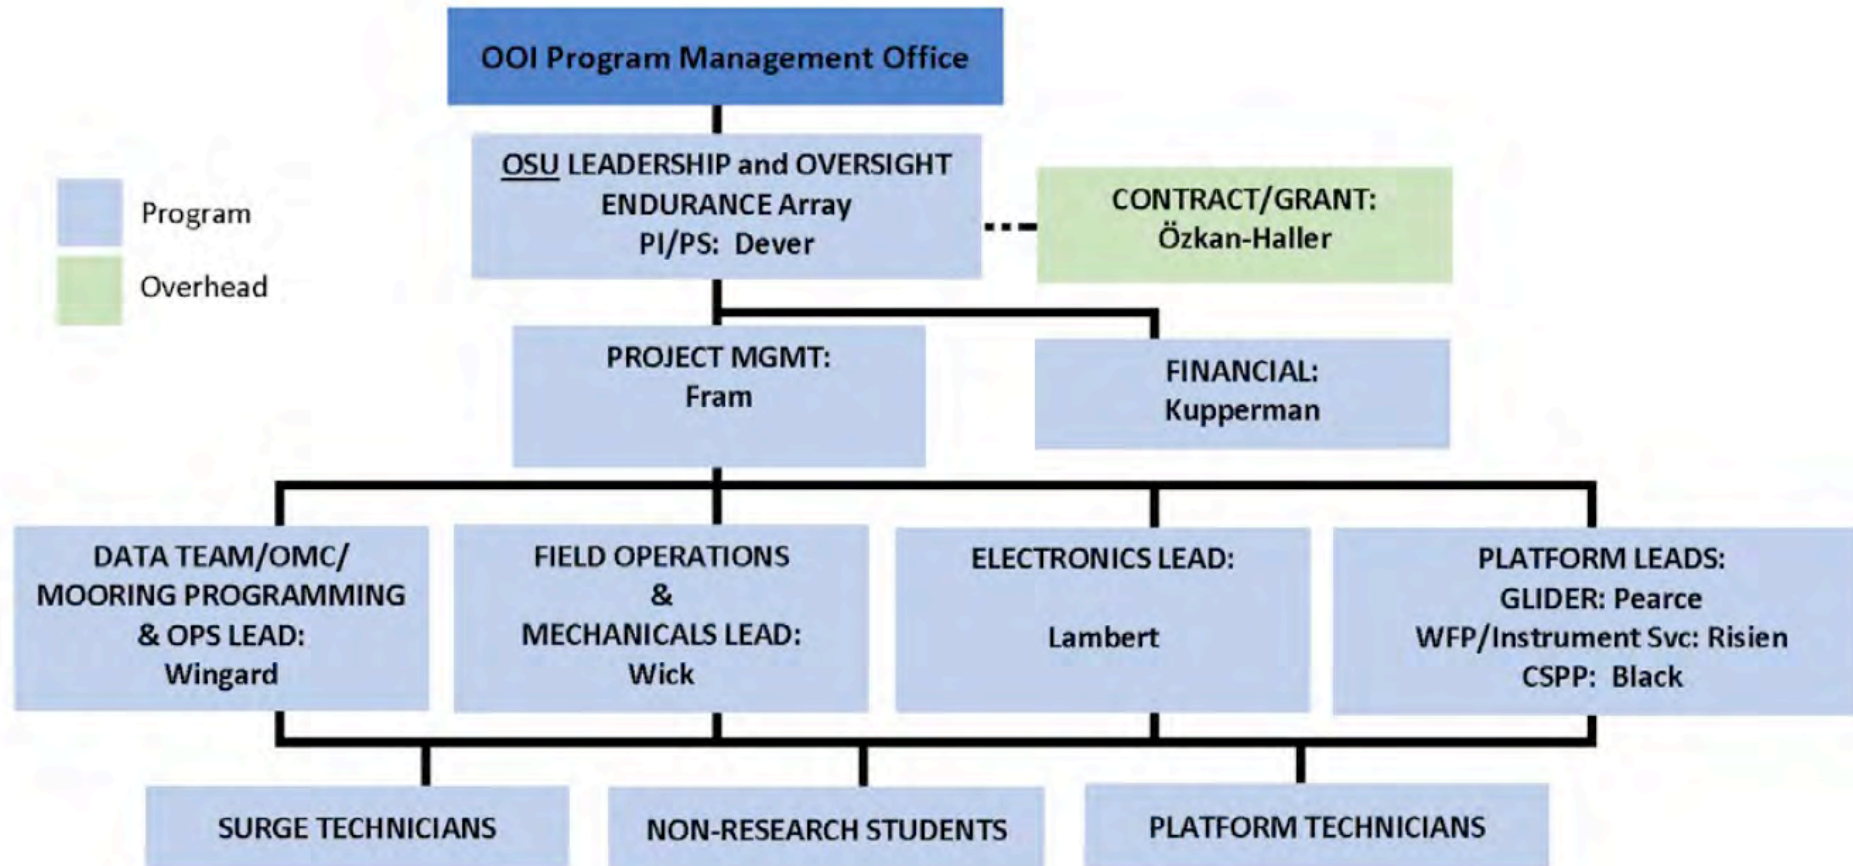 OOI Program Management Office
OSU LEADERSHIP and OVERSIGHT
ENDURANCE Array
PI/PS: Dever
CONTRACT/GRANT:
Özkan-Haller
Program
Overhead
PROJECT MGMT:
Fram
FINANCIAL:
Kupperman
DATA TEAM/OMC/
MOORING PROGRAMMING
& OPS LEAD:
Wingard
FIELD OPERATIONS
&
MECHANICALS LEAD:
Wick
ELECTRONICS LEAD:
Lambert
PLATFORM LEADS:
GLIDER: Pearce
WFP/Instrument Svc: Risien
CSPP: Black
SURGE TECHNICIANS
NON-RESEARCH STUDENTS
PLATFORM TECHNICIANS